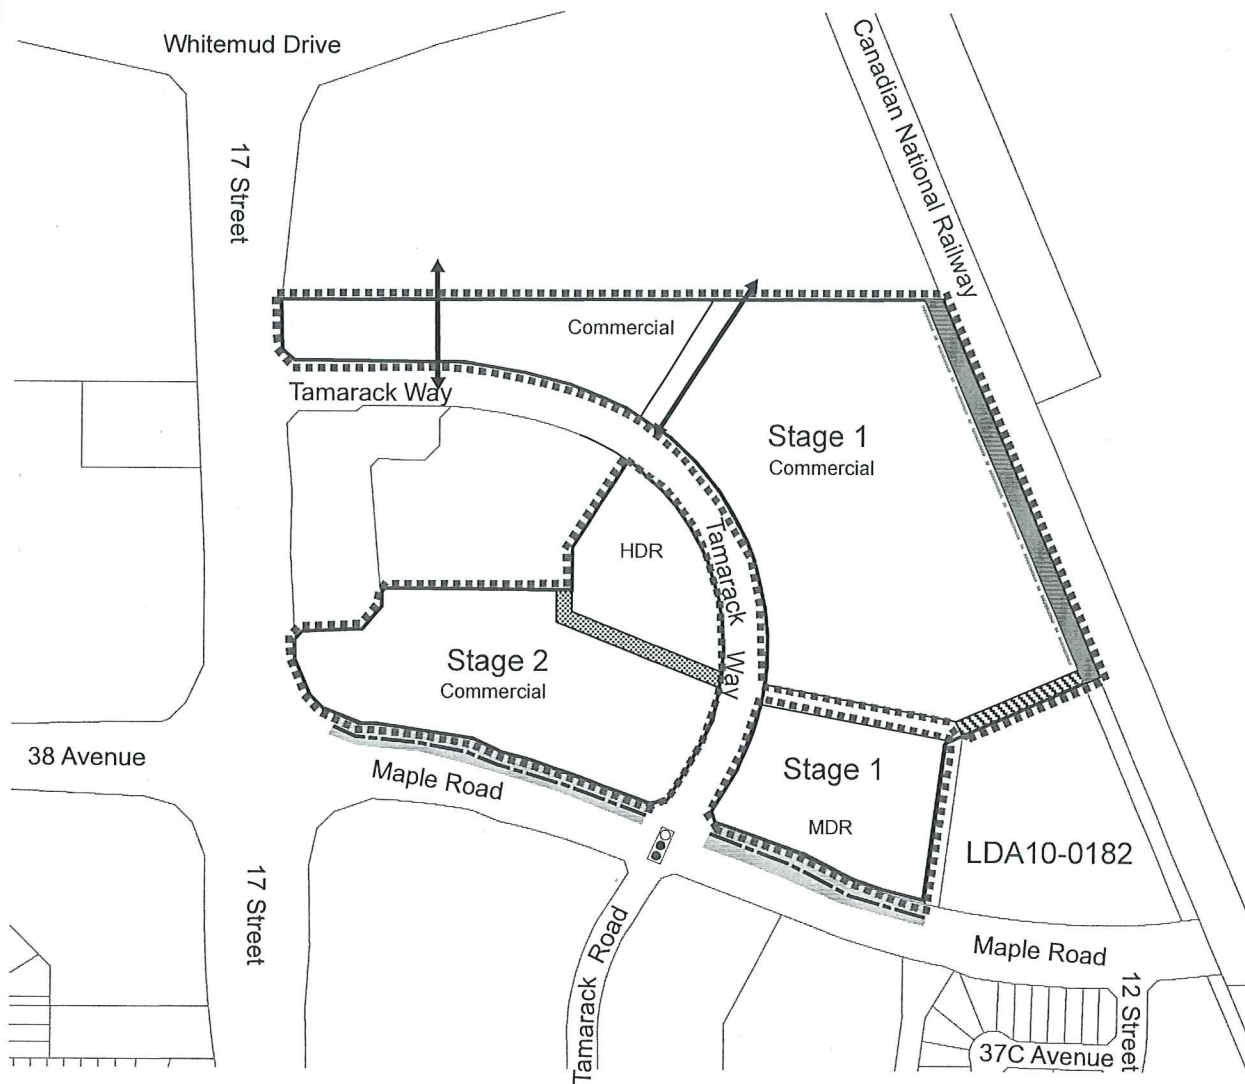 Whitemud Drive
Canadian National Railway
17 Street
Commercial
Tamarack Way
Stage 1
Commercial
HDR
Tamarack Way
Stage 2
Commercial
38 Avenue
Maple Road
Stage 1
MDR
LDA10-0182
17 Street
Tamarack Road
Maple Road
12 Street
37C Avenue